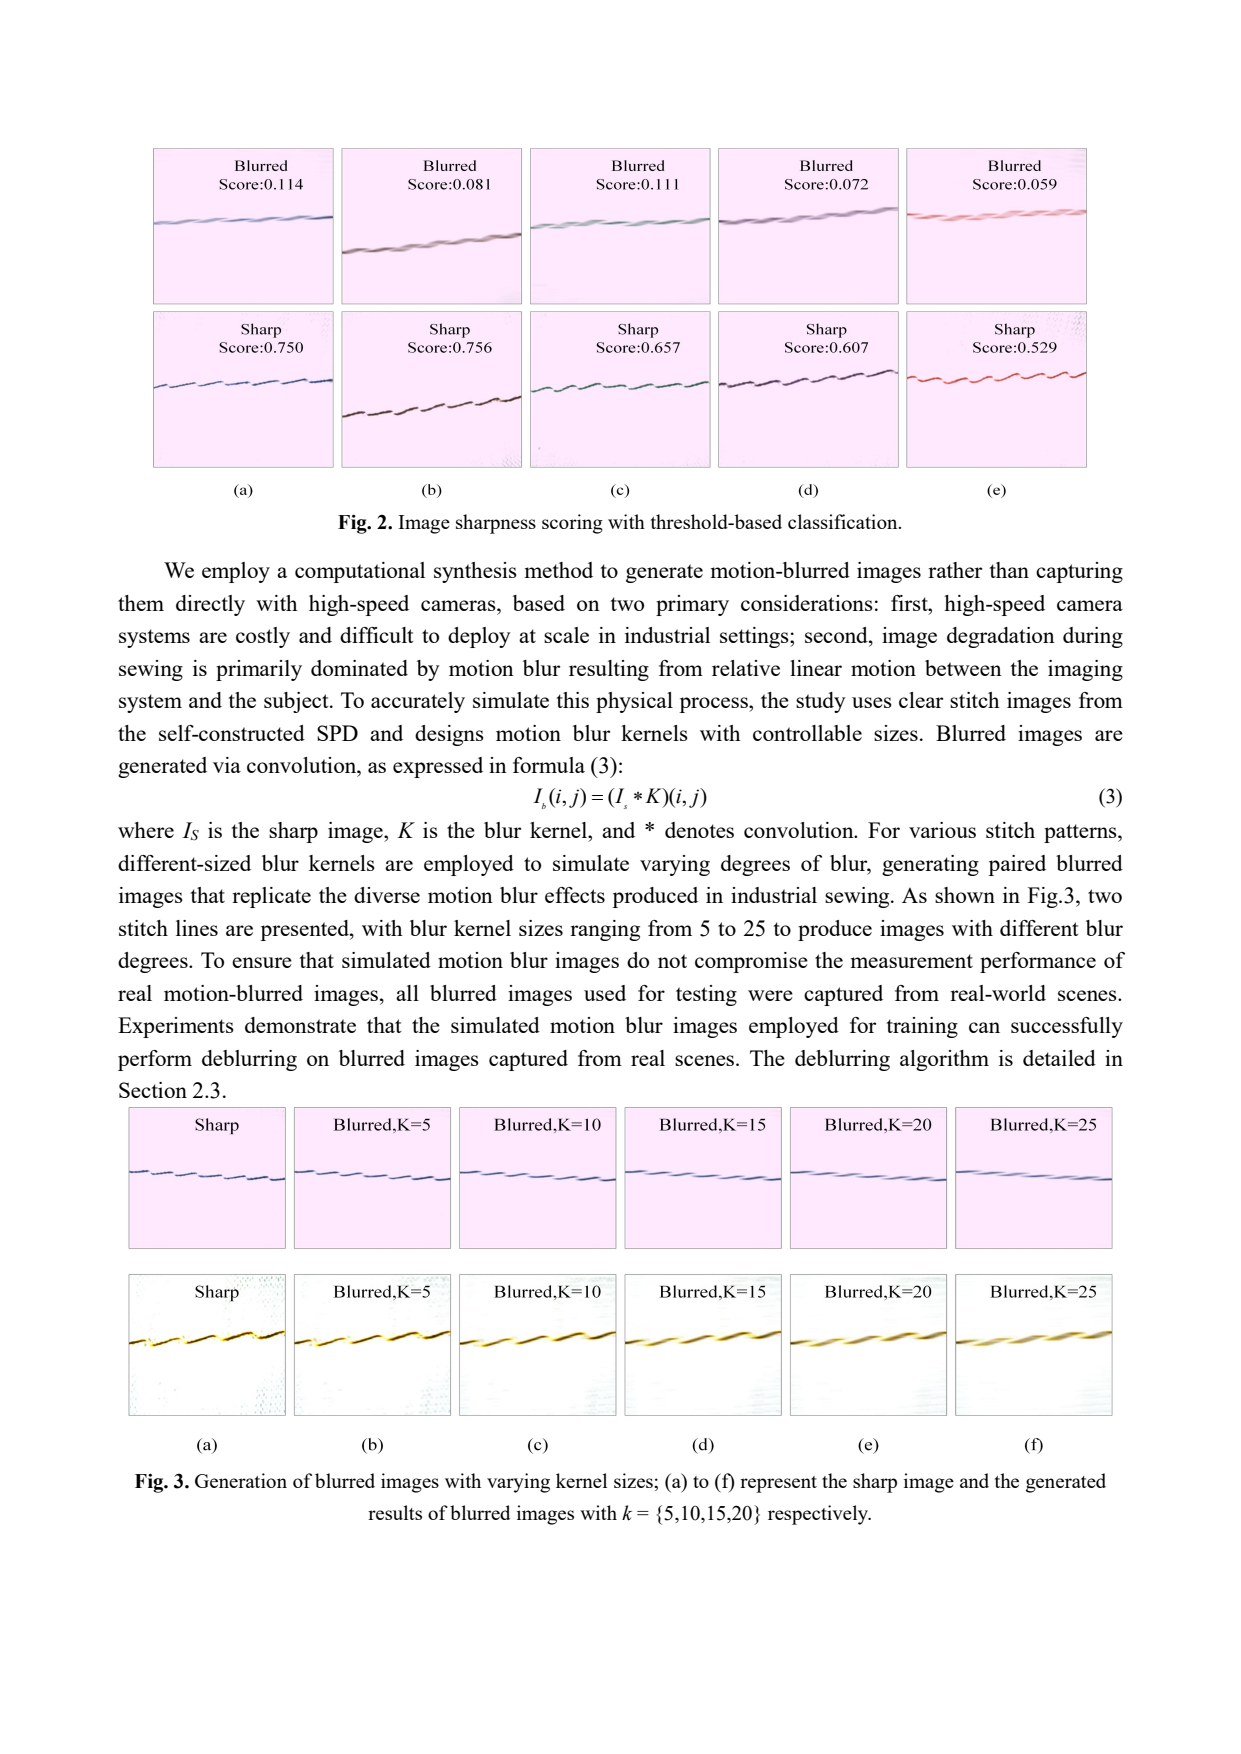 Blurred
Score:0.114
Blurred
Score:0.081
Blurred
Score:0.111
Blurred
Score:0.072
Blurred
Score:0.059
Sharp
Score:0.750
Sharp
Score:0.756
Sharp
Score:0.657
Sharp
Score:0.607
Sharp
Score:0.529
(a) (b) (c) (d) (e)
Fig. 2. Image sharpness scoring with threshold-based classification.
We employ a computational synthesis method to generate motion-blurred images rather than capturing
them directly with high-speed cameras, based on two primary considerations: first, high-speed camera
systems are costly and difficult to deploy at scale in industrial settings; second, image degradation during
sewing is primarily dominated by motion blur resulting from relative linear motion between the imaging
system and the subject. To accurately simulate this physical process, the study uses clear stitch images from
the self-constructed SPD and designs motion blur kernels with controllable sizes. Blurred images are
generated via convolution, as expressed in formula (3):
I_b(i, j) = (I_s * K)(i, j) (3)
where I_S is the sharp image, K is the blur kernel, and * denotes convolution. For various stitch patterns,
different-sized blur kernels are employed to simulate varying degrees of blur, generating paired blurred
images that replicate the diverse motion blur effects produced in industrial sewing. As shown in Fig.3, two
stitch lines are presented, with blur kernel sizes ranging from 5 to 25 to produce images with different blur
degrees. To ensure that simulated motion blur images do not compromise the measurement performance of
real motion-blurred images, all blurred images used for testing were captured from real-world scenes.
Experiments demonstrate that the simulated motion blur images employed for training can successfully
perform deblurring on blurred images captured from real scenes. The deblurring algorithm is detailed in
Section 2.3.
Sharp Blurred,K=5 Blurred,K=10 Blurred,K=15 Blurred,K=20 Blurred,K=25
Sharp Blurred,K=5 Blurred,K=10 Blurred,K=15 Blurred,K=20 Blurred,K=25
(a) (b) (c) (d) (e) (f)
Fig. 3. Generation of blurred images with varying kernel sizes; (a) to (f) represent the sharp image and the generated
results of blurred images with k = {5,10,15,20} respectively.